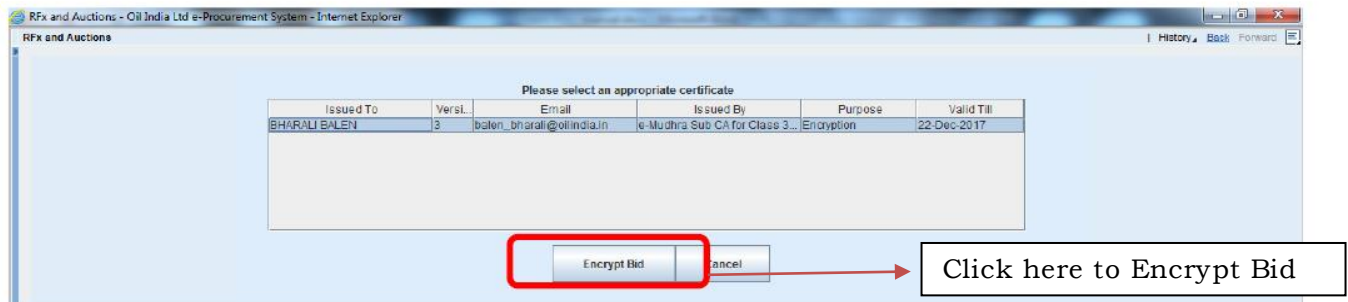 RFx and Auctions - Oil India Ltd e-Procurement System - Internet Explorer
RFx and Auctions
| History Back Forward
Please select an appropriate certificate
Issued To Versi... Email Issued By Purpose Valid Till
BHARALI BALEN 3 balen_bharali@oilindia.in e-Mudhra Sub CA for Class 3... Encryption 22-Dec-2017
Encrypt Bid Cancel
Click here to Encrypt Bid